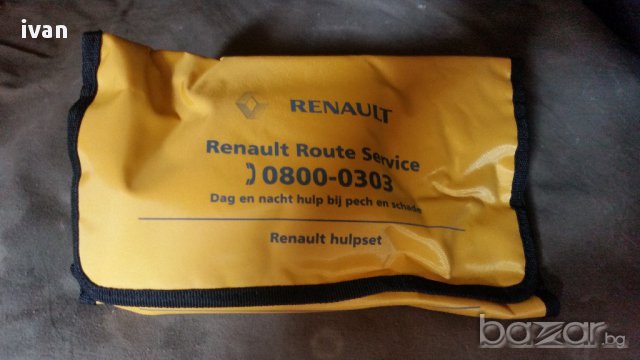 ivan
RENAULT
Renault Route Service
0800-0303
Dag en nacht hulp bij pech en schade
Renault hulpset
bazar.bg